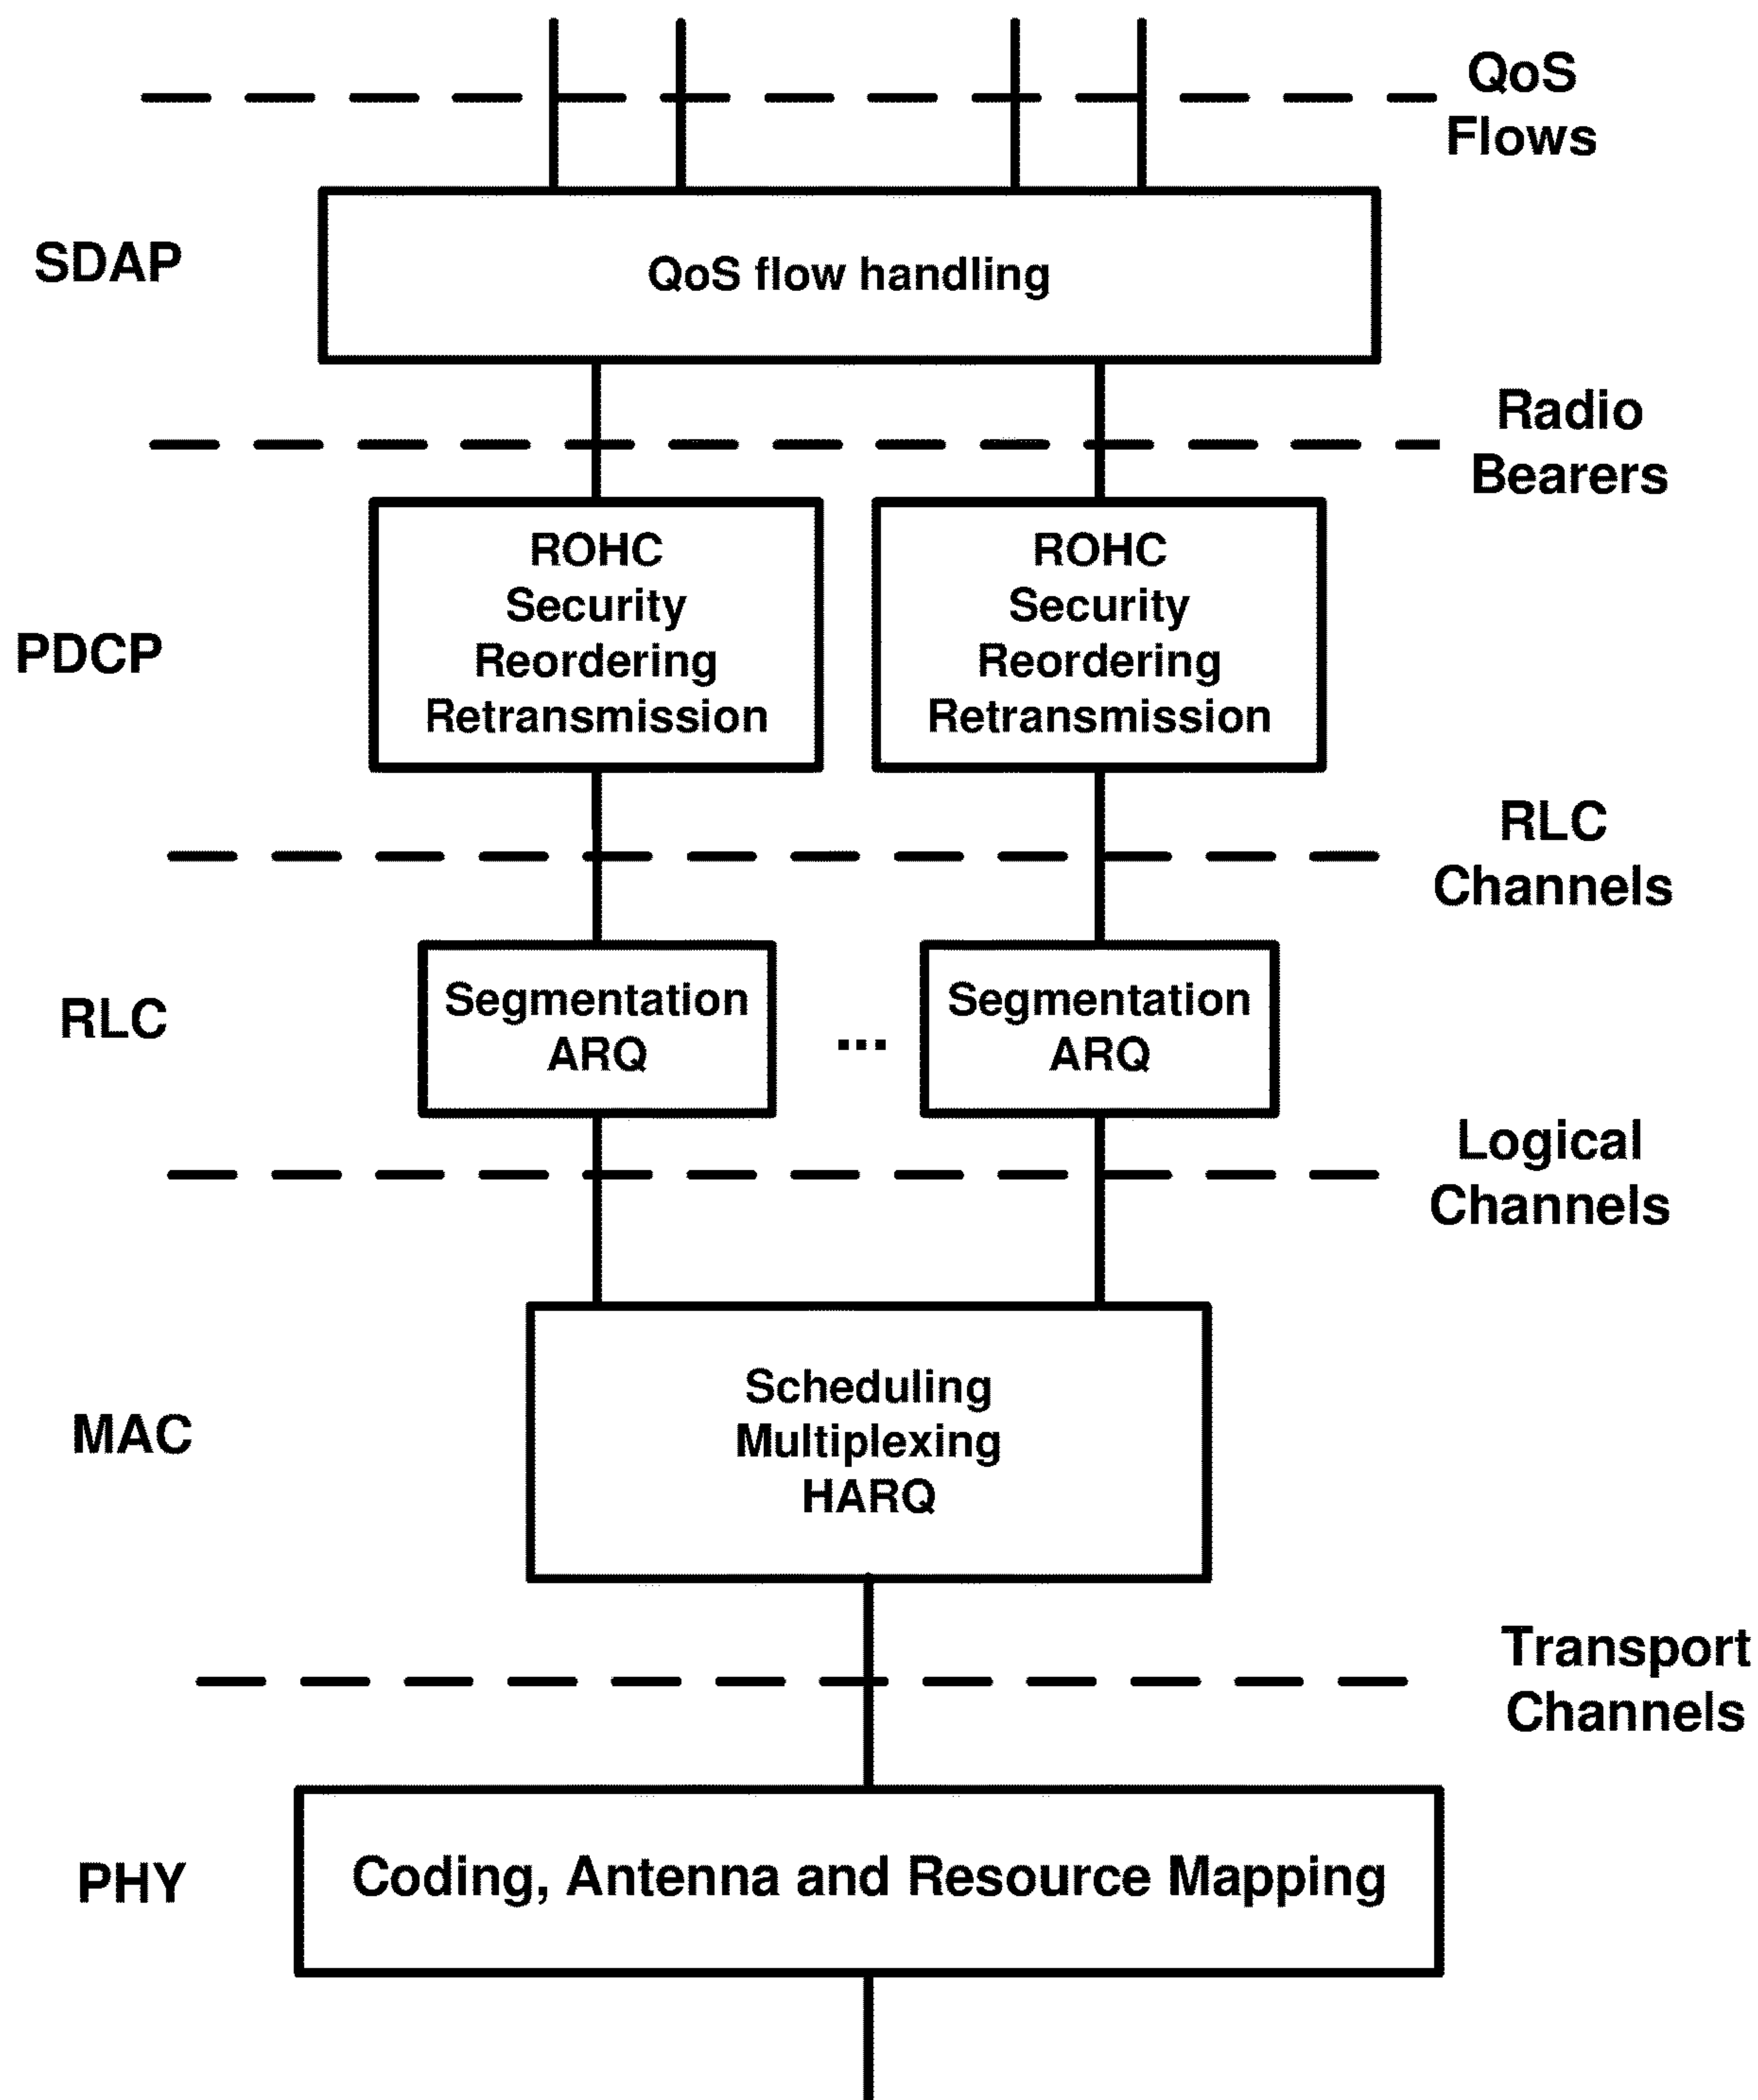 QoS
Flows
SDAP
QoS flow handling
Radio
Bearers
PDCP
ROHC
Security
Reordering
Retransmission
ROHC
Security
Reordering
Retransmission
RLC
Channels
RLC
Segmentation
ARQ
...
Segmentation
ARQ
Logical
Channels
MAC
Scheduling
Multiplexing
HARQ
Transport
Channels
PHY
Coding, Antenna and Resource Mapping